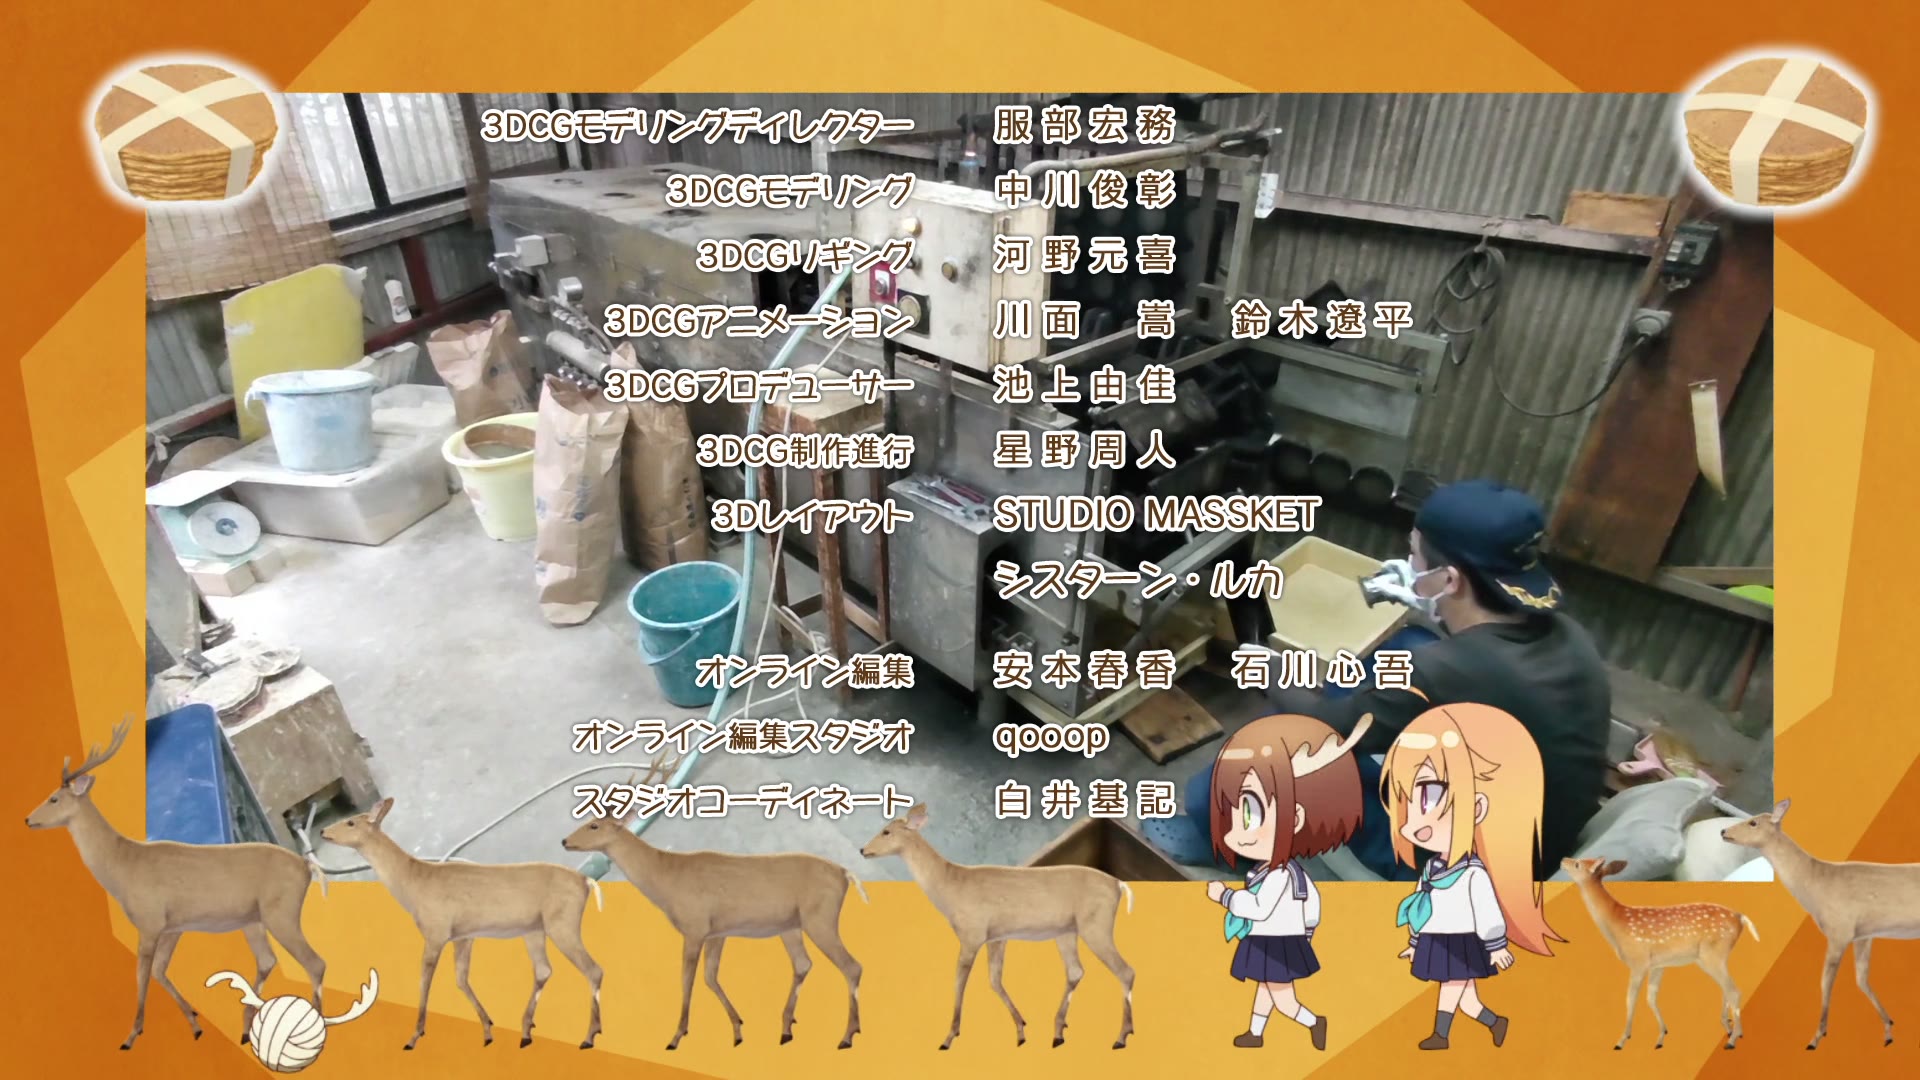 3DCGモデリングディレクター 服部宏務
3DCGモデリング 中川俊彰
3DCGリギング 河野元喜
3DCGアニメーション 川面 嵩 鈴木遼平
3DCGプロデューサー 池上由佳
3DCG制作進行 星野周人
3Dレイアウト STUDIO MASSKET
シスターン・ルカ
オンライン編集 安本春香 石川心吾
オンライン編集スタジオ qooop
スタジオコーディネート 白井基記